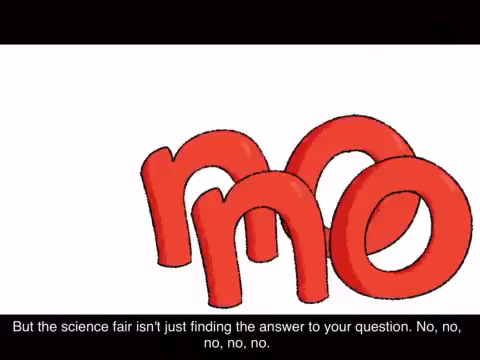 no
no
But the science fair isn't just finding the answer to your question. No, no,
no, no, no.